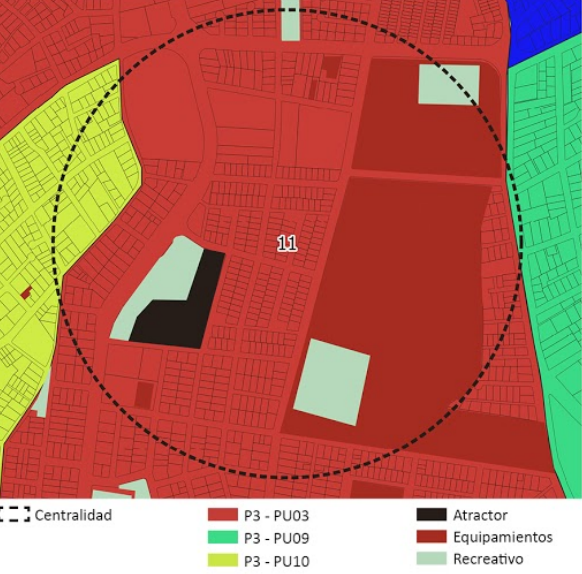 11
Centralidad
P3 - PU03
P3 - PU09
P3 - PU10
Atractor
Equipamientos
Recreativo